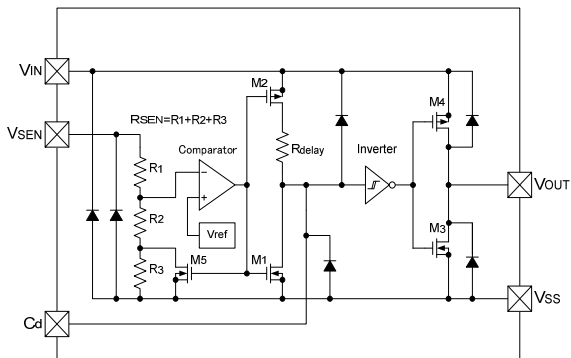 VIN
M2
M4
VSEN
RSEN=R1+R2+R3
Comparator
Rdelay
Inverter
R1
−
+
R2
Vref
VOUT
M3
R3
M5
M1
VSS
Cd